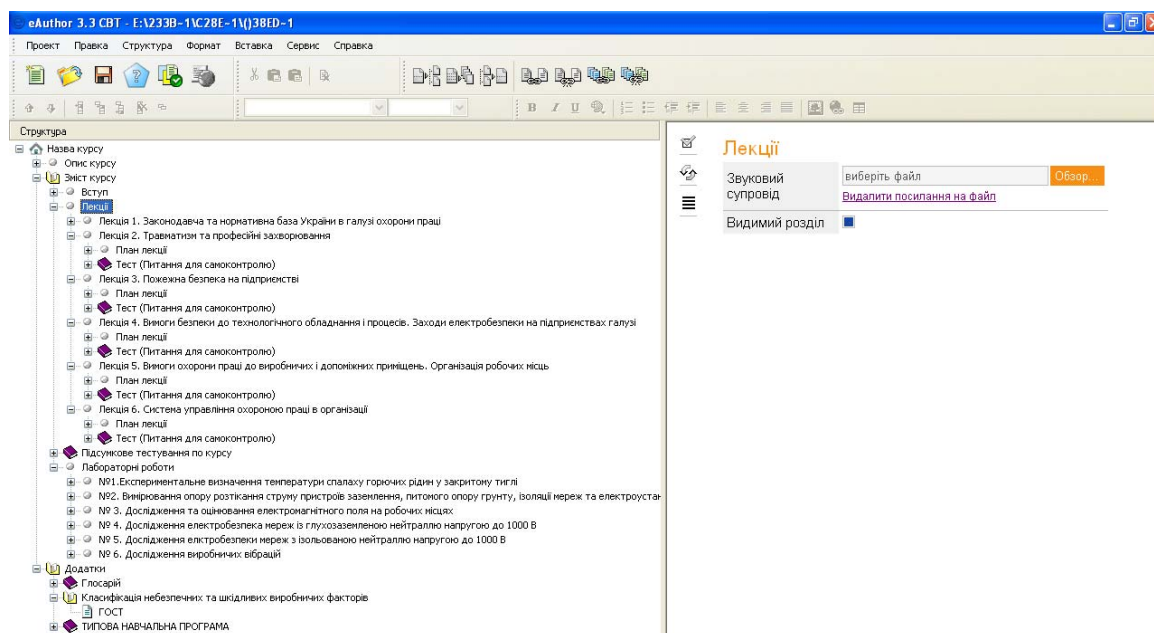 eAuthor 3.3 CBT - E:\233B~1\C28E~1\()38ED~1
Проект Правка Структура Формат Вставка Сервис Справка
B I U
Структура
Назва курсу
Опис курсу
Зміст курсу
Вступ
Лекції
Лекція 1. Законодавча та нормативна база України в галузі охорони праці
Лекція 2. Травматизм та професійні захворювання
План лекції
Тест (Питання для самоконтролю)
Лекція 3. Пожежна безпека на підприємстві
План лекції
Тест (Питання для самоконтролю)
Лекція 4. Вимоги безпеки до технологічного обладнання і процесів. Заходи електробезпеки на підприємствах галузі
План лекції
Тест (Питання для самоконтролю)
Лекція 5. Вимоги охорони праці до виробничих і допоміжних приміщень. Організація робочих місць
План лекції
Тест (Питання для самоконтролю)
Лекція 6. Система управління охороною праці в організації
План лекції
Тест (Питання для самоконтролю)
Підсункове тестування по курсу
Лабораторні роботи
№1.Експериментальне визначення температури спалаху горючих рідин у закритому тиглі
№2. Вимірювання опору розтікання струму пристроїв заземлення, питомого опору грунту, ізоляції мереж та електроустан
№ 3. Дослідження та оцінювання електромагнітного поля на робочих місцях
№ 4. Дослідження електробезпека мереж із глухозаземленою нейтраллю напругою до 1000 В
№ 5. Дослідження елктробезпеки мереж з ізольованою нейтраллю напругою до 1000 В
№ 6. Дослідження виробничих вібрацій
Додатки
Глосарій
Класифікація небезпечних та шкідливих виробничих факторів
ГОСТ
ТИПОВА НАВЧАЛЬНА ПРОГРАМА
Лекції
Звуковий супровід
виберіть файл Обзор...
Видалити посилання на файл
Видимий розділ